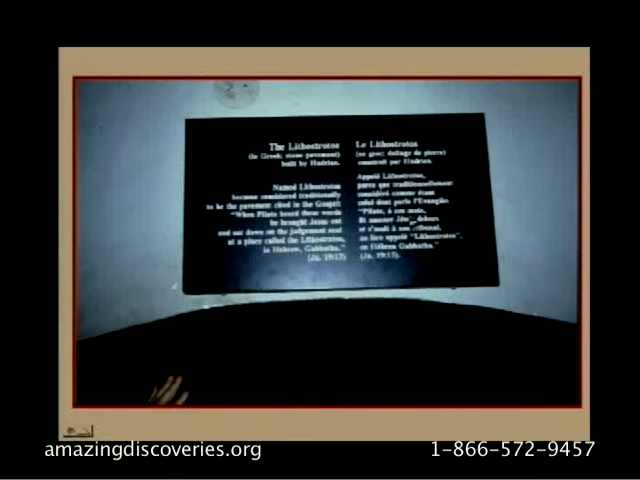 The Lithostrotos
(in Greek: stone pavement)
built by Hadrian.
Named Lithostrotos
because considered traditionally
to be the pavement cited in the Gospel:
"When Pilate heard these words
he brought Jesus out
and sat down on the judgement seat
at a place called the Lithostrotos,
in Hebrew, Gabbatha."
(Jn. 19:13)
Le Lithostrotos
(en grec: dallage de pierre)
construit par Hadrien.
Appelé Lithostrotos,
parce que traditionnellement
considéré comme étant
celui dont parle l'Evangile:
"Pilate, à ces mots,
fit amener Jésus dehors
et s'assit à son tribunal,
au lieu appelé "Lithostrotos",
en Hébreu Gabbatha."
(Jn. 19:13).
amazingdiscoveries.org
1-866-572-9457